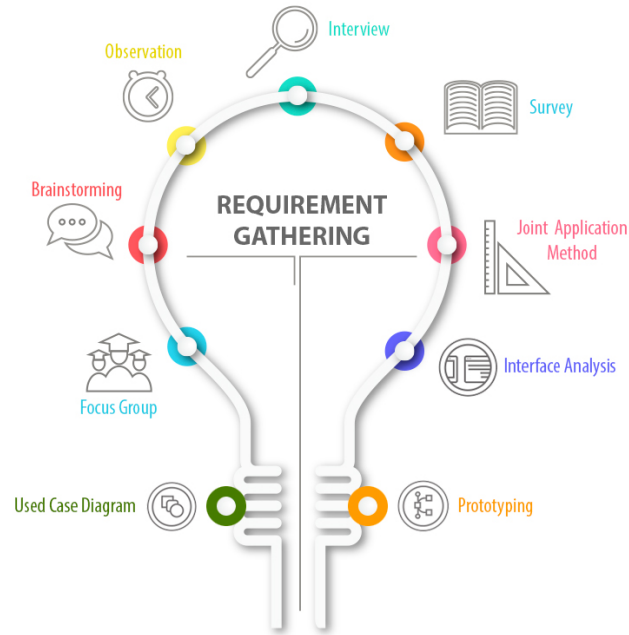 Interview
Observation
Survey
Brainstorming
REQUIREMENT
GATHERING
Joint Application
Method
Interface Analysis
Focus Group
Used Case Diagram
Prototyping